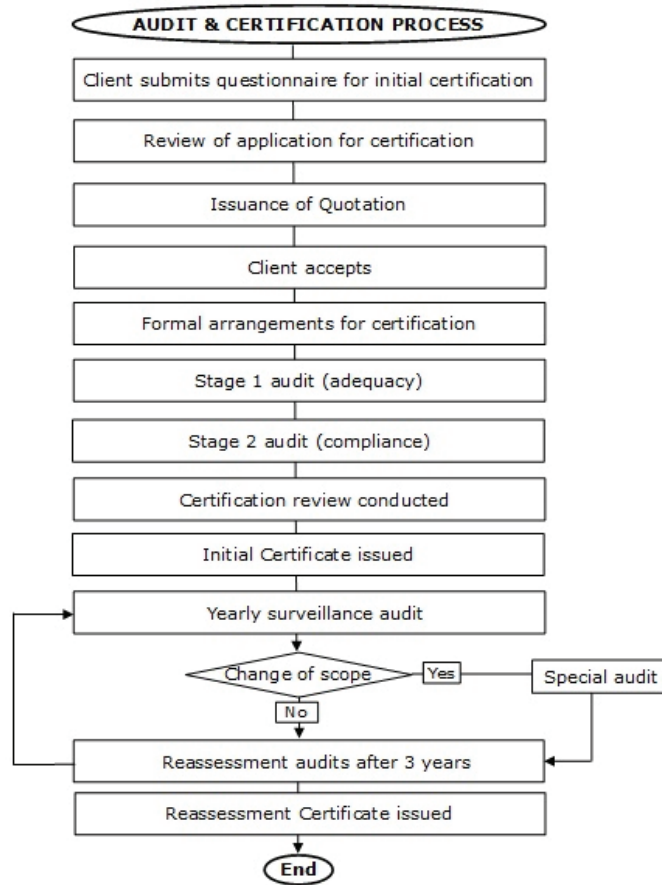 AUDIT & CERTIFICATION PROCESS
Client submits questionnaire for initial certification
Review of application for certification
Issuance of Quotation
Client accepts
Formal arrangements for certification
Stage 1 audit (adequacy)
Stage 2 audit (compliance)
Certification review conducted
Initial Certificate issued
Yearly surveillance audit
Change of scope
Yes
Special audit
No
Reassessment audits after 3 years
Reassessment Certificate issued
End